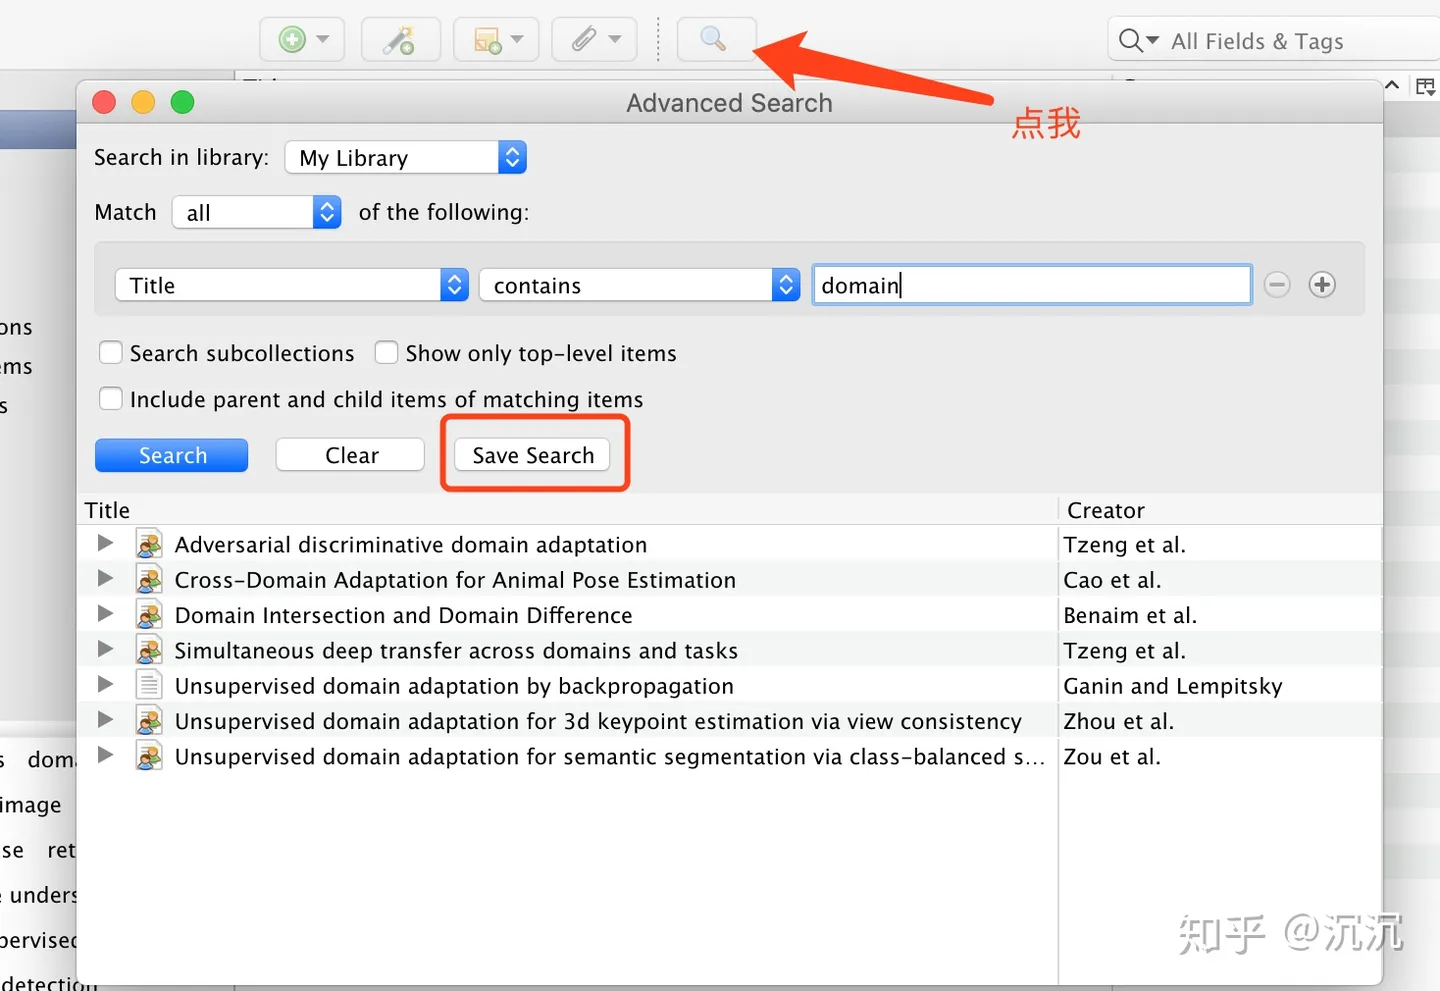 All Fields & Tags
点我
Advanced Search
Search in library: My Library
Match all of the following:
Title contains domain
Search subcollections Show only top-level items
Include parent and child items of matching items
Search Clear Save Search
Title Creator
Adversarial discriminative domain adaptation Tzeng et al.
Cross-Domain Adaptation for Animal Pose Estimation Cao et al.
Domain Intersection and Domain Difference Benaim et al.
Simultaneous deep transfer across domains and tasks Tzeng et al.
Unsupervised domain adaptation by backpropagation Ganin and Lempitsky
Unsupervised domain adaptation for 3d keypoint estimation via view consistency Zhou et al.
Unsupervised domain adaptation for semantic segmentation via class-balanced s... Zou et al.
ons
ems
s
s doma
image
se ret
e unders
pervised
detection
知乎 @沉沉